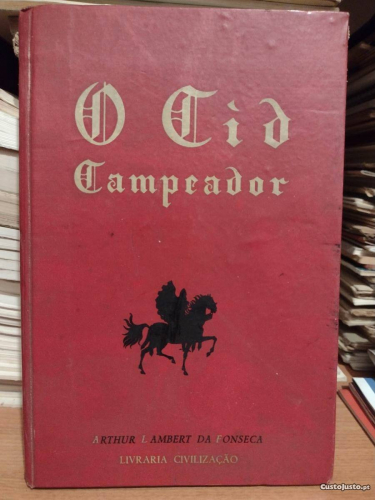 O Cid
Campeador
ARTHUR LAMBERT DA FONSECA
LIVRARIA CIVILIZAÇÃO
CustoJusto.pt